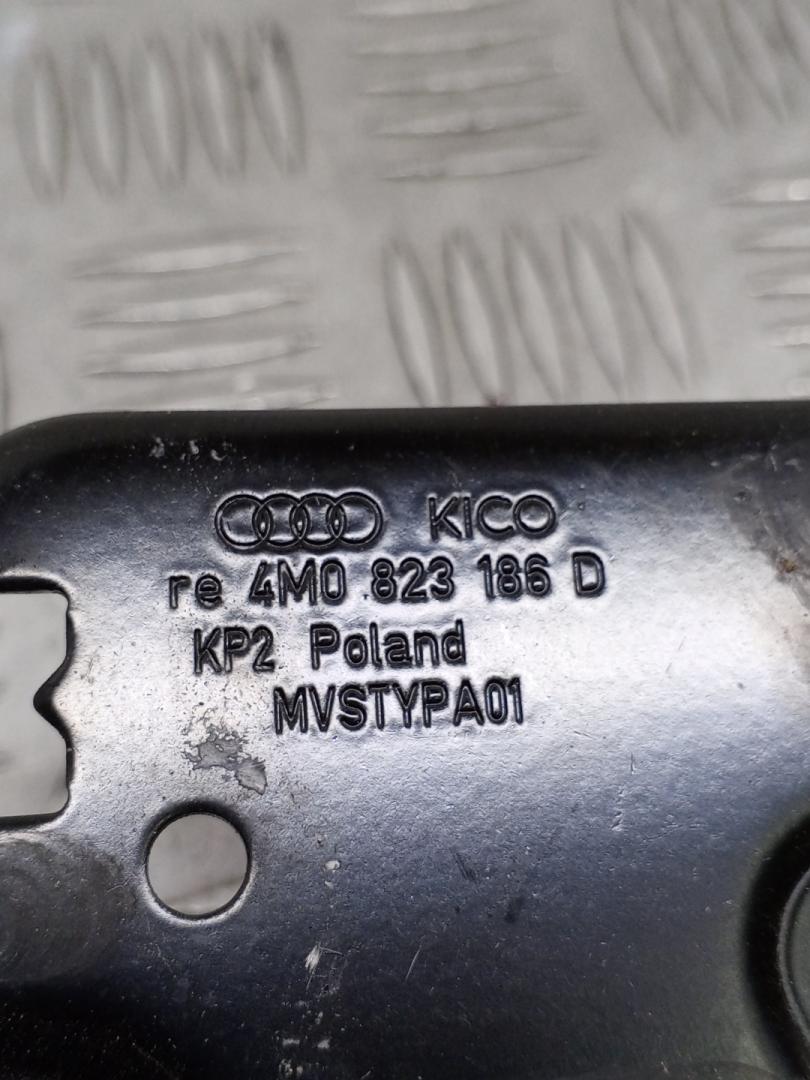 KICO
re 4M0 823 186 D
KP2 Poland
MVSTYPA01